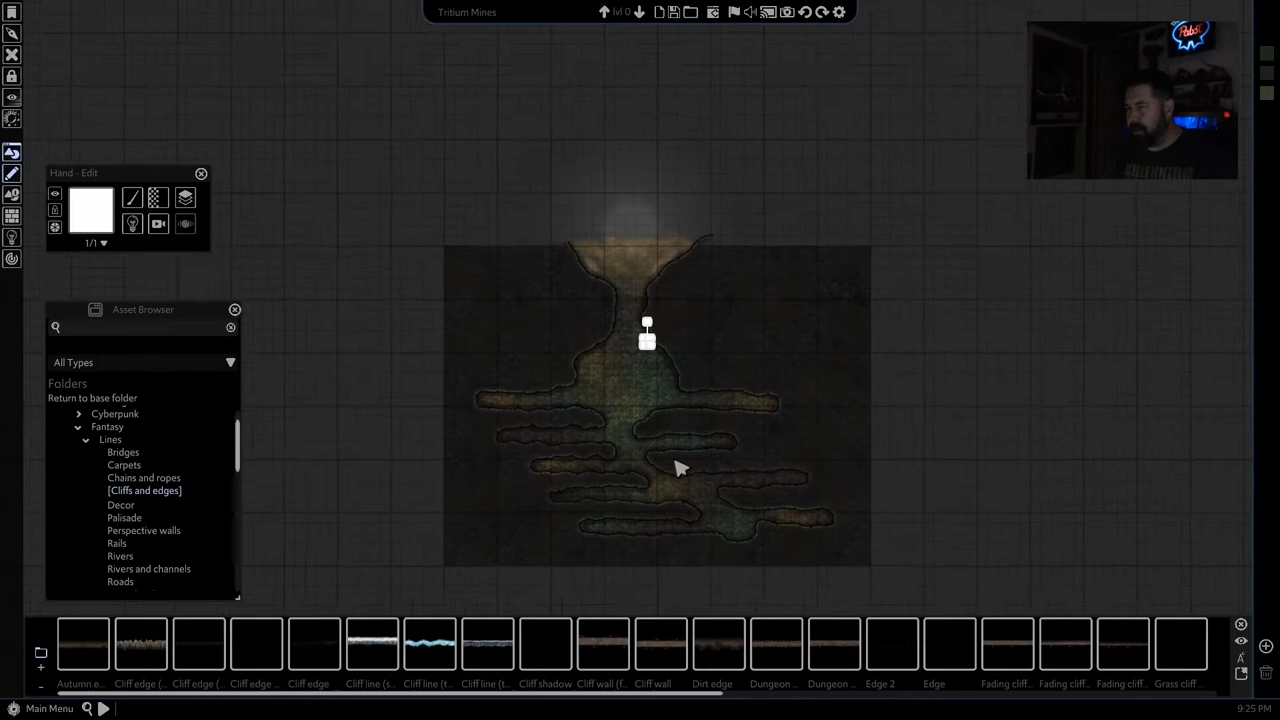 Tritium Mines
lvl 0
Pabst
Hand - Edit
1/1
Asset Browser
All Types
Folders
Return to base folder
Cyberpunk
Fantasy
Lines
Bridges
Carpets
Chains and ropes
[Cliffs and edges]
Decor
Palisade
Perspective walls
Rails
Rivers
Rivers and channels
Roads
Autumn e... Cliff edge (... Cliff edge (... Cliff edge ... Cliff edge Cliff line (s... Cliff line (t... Cliff line (t... Cliff shadow Cliff wall (f... Cliff wall Dirt edge Dungeon ... Dungeon ... Edge 2 Edge Fading cliff... Fading cliff... Fading cliff... Grass cliff ...
Main Menu
9:25 PM